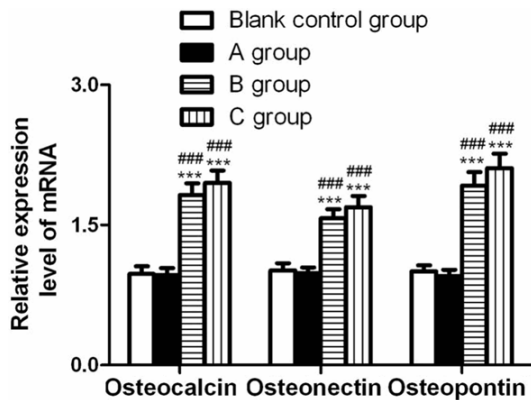 Blank control group
A group
B group
C group
Relative expression
level of mRNA
3.0
1.5
0.0
###
***
###
***
###
***
###
***
###
***
###
***
Osteocalcin Osteonectin Osteopontin